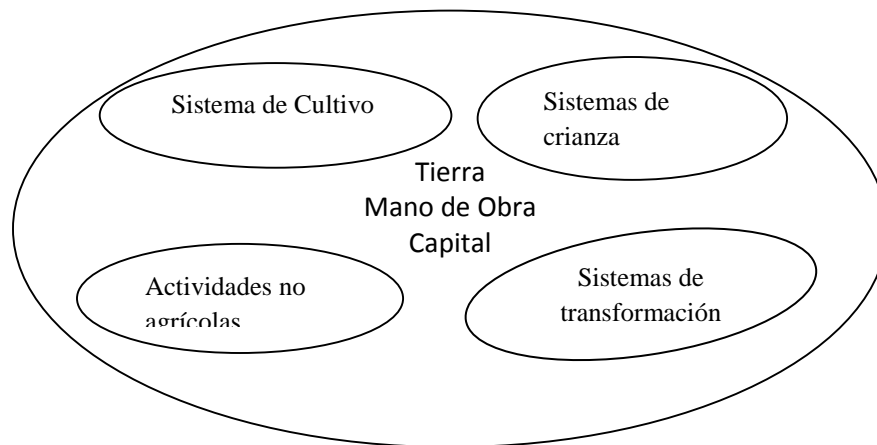 Sistema de Cultivo
Sistemas de
crianza
Tierra
Mano de Obra
Capital
Actividades no
agrícolas
Sistemas de
transformación